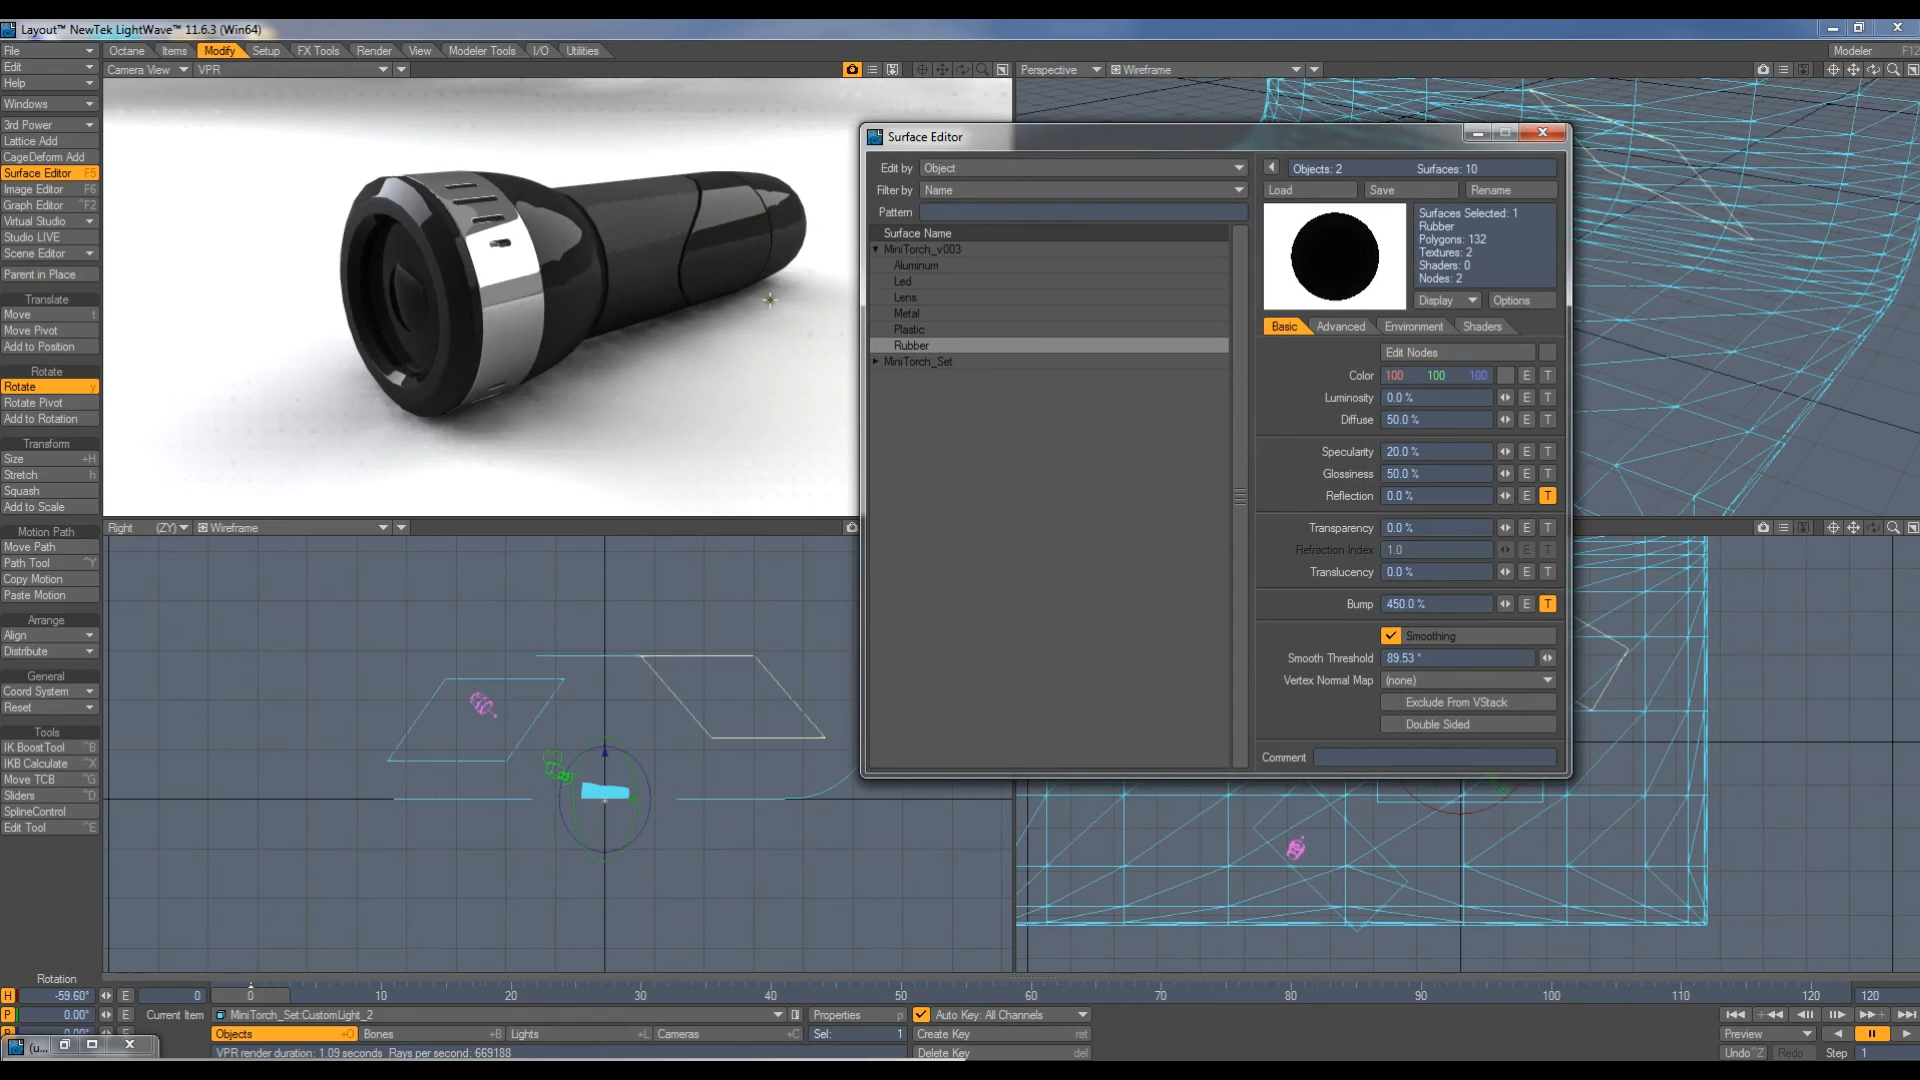 Layout™ NewTek LightWave™ 11.6.3 (Win64)
File Octane Items Modify Setup FX Tools Render View Modeler Tools I/O Utilities Modeler F12
Edit Camera View VPR Perspective Wireframe
Help
Windows
3rd Power
Lattice Add
CageDeform Add
Surface Editor F5
Image Editor F6
Graph Editor ^F2
Virtual Studio
Studio LIVE
Scene Editor
Parent in Place
Translate
Move t
Move Pivot
Add to Position
Rotate
Rotate y
Rotate Pivot
Add to Rotation
Transform
Size +H
Stretch h
Squash
Add to Scale
Motion Path
Move Path
Path Tool ^Y
Copy Motion
Paste Motion
Arrange
Align
Distribute
General
Coord System
Reset
Tools
IK BoostTool ^B
IKB Calculate ^X
Move TCB ^G
Sliders ^D
SplineControl
Edit Tool ^E
Right (ZY) Wireframe
Surface Editor
Edit by Object
Filter by Name
Pattern
Surface Name
MiniTorch_v003
Aluminum
Led
Lens
Metal
Plastic
Rubber
MiniTorch_Set
Objects: 2 Surfaces: 10
Load Save Rename
Surfaces Selected: 1
Rubber
Polygons: 132
Textures: 2
Shaders: 0
Nodes: 2
Display Options
Basic Advanced Environment Shaders
Edit Nodes
Color 100 100 100 E T
Luminosity 0.0 % E T
Diffuse 50.0 % E T
Specularity 20.0 % E T
Glossiness 50.0 % E T
Reflection 0.0 % E T
Transparency 0.0 % E T
Refraction Index 1.0 E T
Translucency 0.0 % E T
Bump 450.0 % E T
Smoothing
Smooth Threshold 89.53 °
Vertex Normal Map (none)
Exclude From VStack
Double Sided
Comment
Rotation
H -59.60° E 0 0 10 20 30 40 50 60 70 80 90 100 110 120 120
P 0.00° E Current Item MiniTorch_Set:CustomLight_2 Properties p Auto Key: All Channels
Objects +O Bones +B Lights +L Cameras +C Sel: 1 Create Key ret Preview
(u... VPR render duration: 1.09 seconds Rays per second: 669188 Delete Key del Undo^Z Redo Step 1